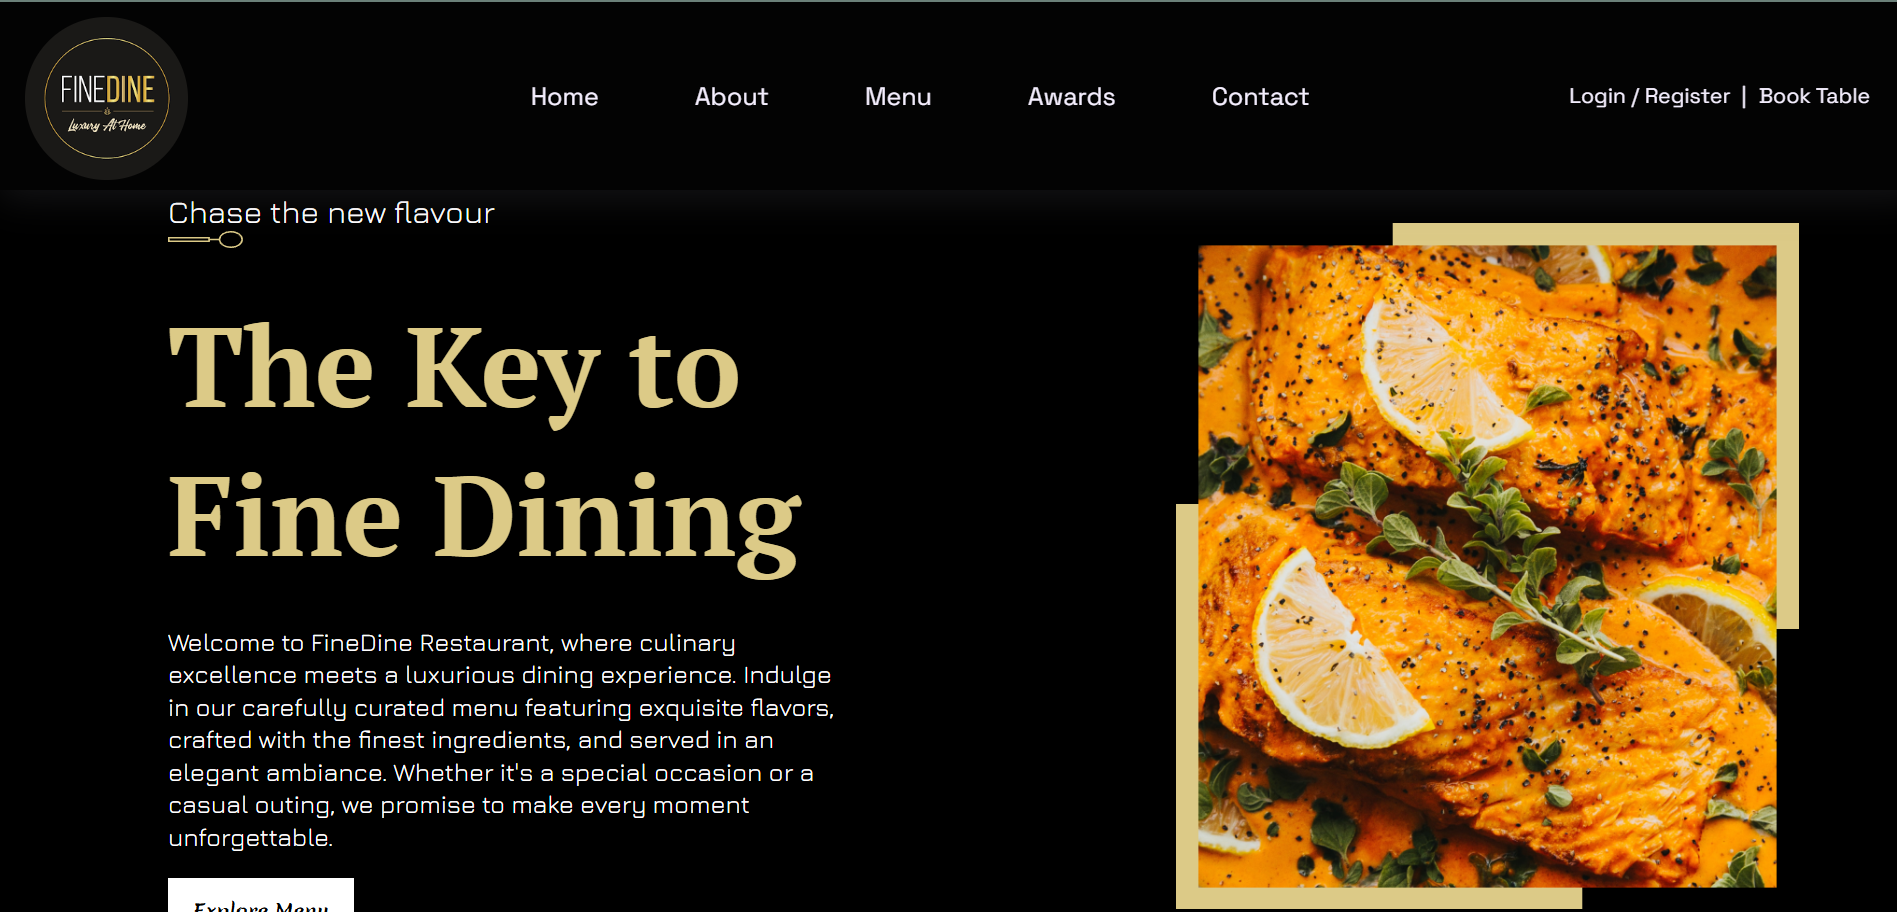 FINEDINE
Luxury At Home
Home
About
Menu
Awards
Contact
Login / Register | Book Table
Chase the new flavour
The Key to
Fine Dining
Welcome to FineDine Restaurant, where culinary
excellence meets a luxurious dining experience. Indulge
in our carefully curated menu featuring exquisite flavors,
crafted with the finest ingredients, and served in an
elegant ambiance. Whether it's a special occasion or a
casual outing, we promise to make every moment
unforgettable.
Explore Menu